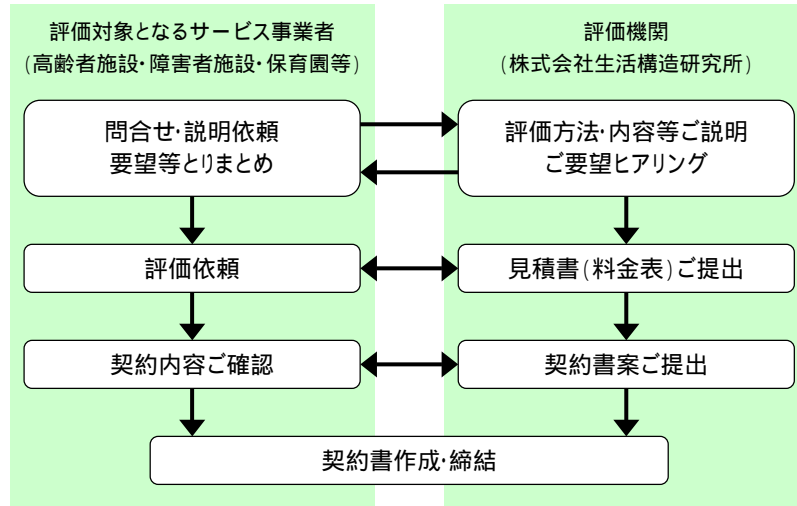 評価対象となるサービス事業者
(高齢者施設・障害者施設・保育園等)
評価機関
(株式会社生活構造研究所)
問合せ・説明依頼
要望等とりまとめ
評価方法・内容等ご説明
ご要望ヒアリング
評価依頼
見積書(料金表)ご提出
契約内容ご確認
契約書案ご提出
契約書作成・締結